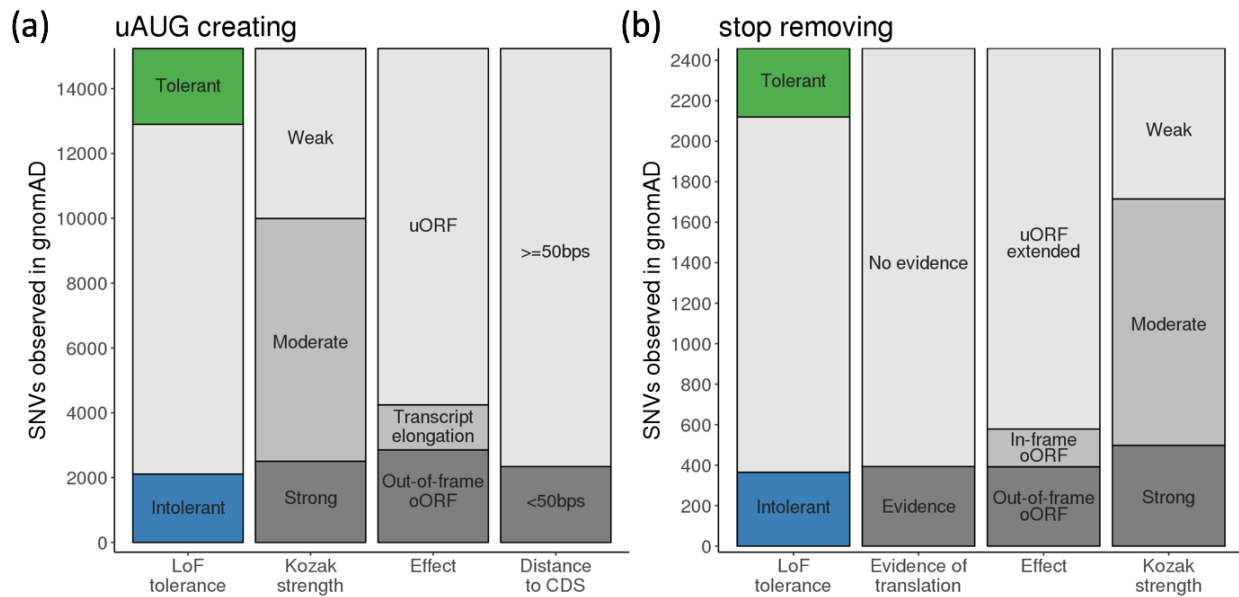 (a) uAUG creating
SNVs observed in gnomAD
14000
12000
10000
8000
6000
4000
2000
0
Tolerant
Intolerant
Weak
Moderate
Strong
uORF
Transcript
elongation
Out-of-frame
oORF
>=50bps
<50bps
LoF
tolerance
Kozak
strength
Effect
Distance
to CDS
(b) stop removing
SNVs observed in gnomAD
2400
2200
2000
1800
1600
1400
1200
1000
800
600
400
200
0
Tolerant
Intolerant
No evidence
Evidence
uORF
extended
In-frame
oORF
Out-of-frame
oORF
Weak
Moderate
Strong
LoF
tolerance
Evidence of
translation
Effect
Kozak
strength